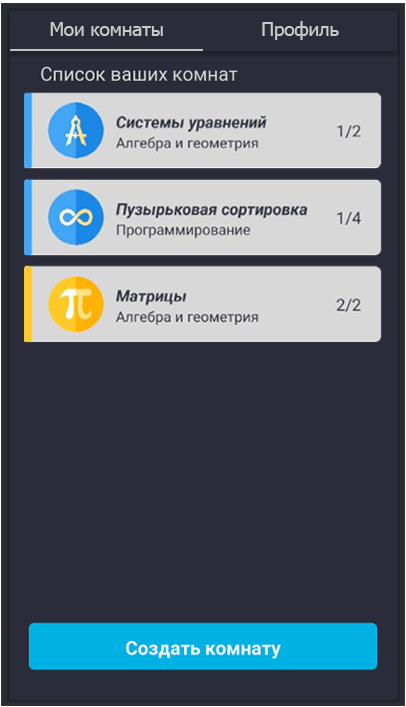 Мои комнаты Профиль
Список ваших комнат
Системы уравнений
Алгебра и геометрия
1/2
Пузырьковая сортировка
Программирование
1/4
Матрицы
Алгебра и геометрия
2/2
Создать комнату